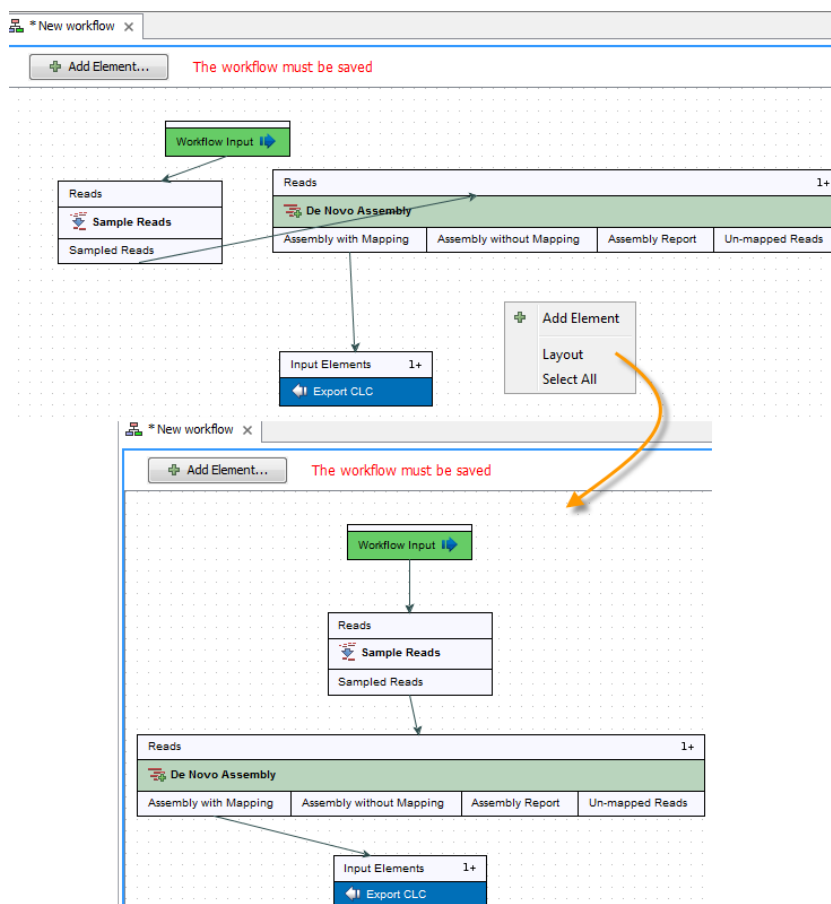 * New workflow
Add Element... The workflow must be saved
Workflow Input
Reads
Sample Reads
Sampled Reads
Reads 1+
De Novo Assembly
Assembly with Mapping Assembly without Mapping Assembly Report Un-mapped Reads
Input Elements 1+
Export CLC
Add Element
Layout
Select All
* New workflow
Add Element... The workflow must be saved
Workflow Input
Reads
Sample Reads
Sampled Reads
Reads 1+
De Novo Assembly
Assembly with Mapping Assembly without Mapping Assembly Report Un-mapped Reads
Input Elements 1+
Export CLC